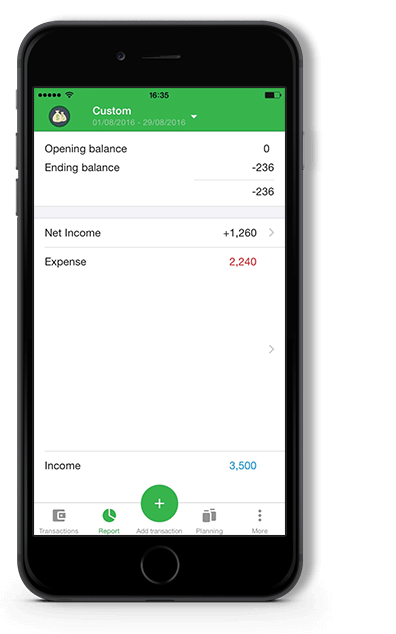 16:35
Custom
01/08/2016 - 29/08/2016
Opening balance 0
Ending balance -236
-236
Net Income +1,260
Expense 2,240
Income 3,500
Transactions Report Add transaction Planning More